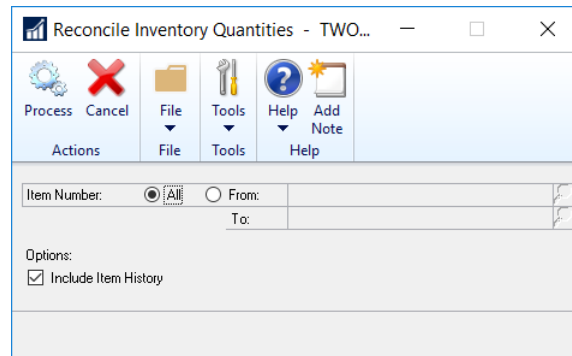 Reconcile Inventory Quantities - TWO...
Process Cancel File Tools Help Add Note
Actions File Tools Help
Item Number: All From:
To:
Options:
Include Item History